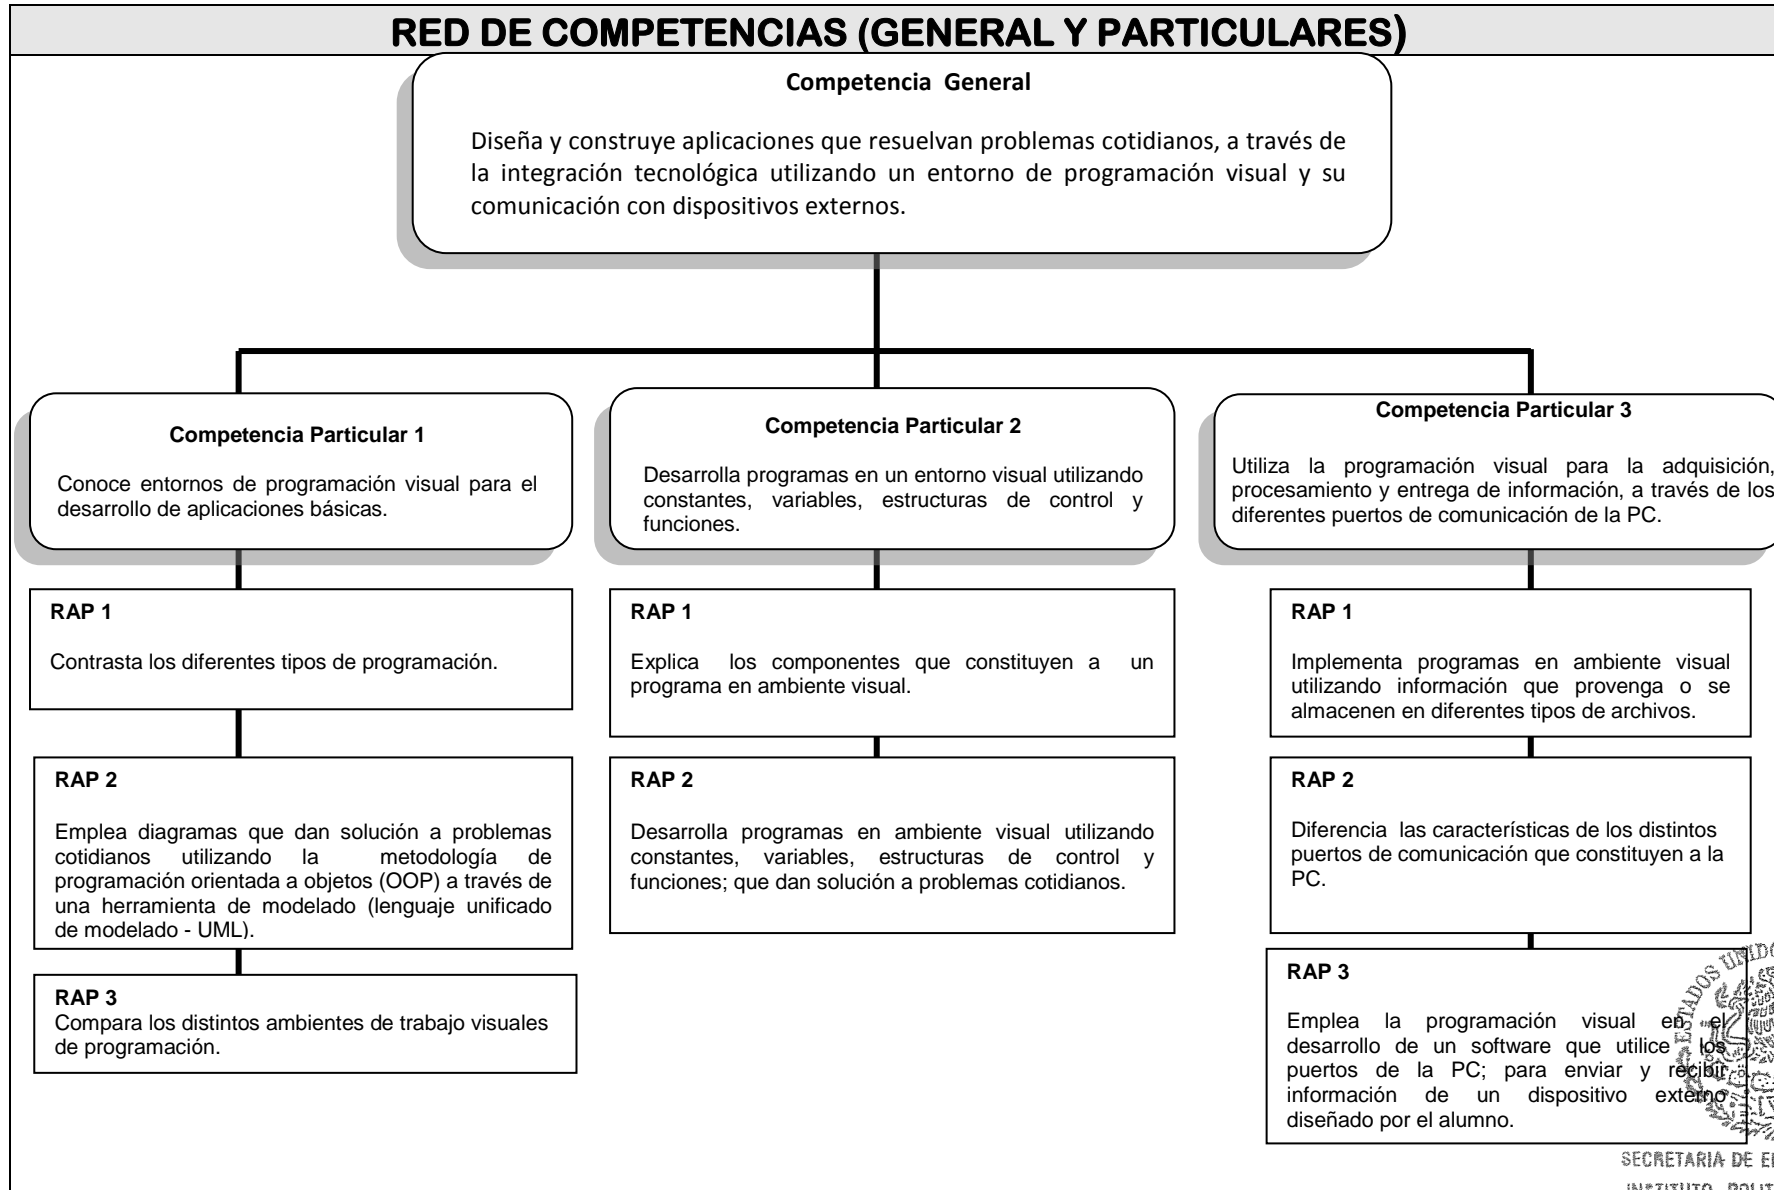 RED DE COMPETENCIAS (GENERAL Y PARTICULARES)
Competencia General
Diseña y construye aplicaciones que resuelvan problemas cotidianos, a través de
la integración tecnológica utilizando un entorno de programación visual y su
comunicación con dispositivos externos.
Competencia Particular 1
Conoce entornos de programación visual para el
desarrollo de aplicaciones básicas.
RAP 1
Contrasta los diferentes tipos de programación.
RAP 2
Emplea diagramas que dan solución a problemas
cotidianos utilizando la metodología de
programación orientada a objetos (OOP) a través de
una herramienta de modelado (lenguaje unificado
de modelado - UML).
RAP 3
Compara los distintos ambientes de trabajo visuales
de programación.
Competencia Particular 2
Desarrolla programas en un entorno visual utilizando
constantes, variables, estructuras de control y
funciones.
RAP 1
Explica los componentes que constituyen a un
programa en ambiente visual.
RAP 2
Desarrolla programas en ambiente visual utilizando
constantes, variables, estructuras de control y
funciones; que dan solución a problemas cotidianos.
Competencia Particular 3
Utiliza la programación visual para la adquisición,
procesamiento y entrega de información, a través de los
diferentes puertos de comunicación de la PC.
RAP 1
Implementa programas en ambiente visual
utilizando información que provenga o se
almacenen en diferentes tipos de archivos.
RAP 2
Diferencia las características de los distintos
puertos de comunicación que constituyen a la
PC.
RAP 3
Emplea la programación visual en el
desarrollo de un software que utilice los
puertos de la PC; para enviar y recibir
información de un dispositivo externo
diseñado por el alumno.
ESTADOS
SECRETARIA DE